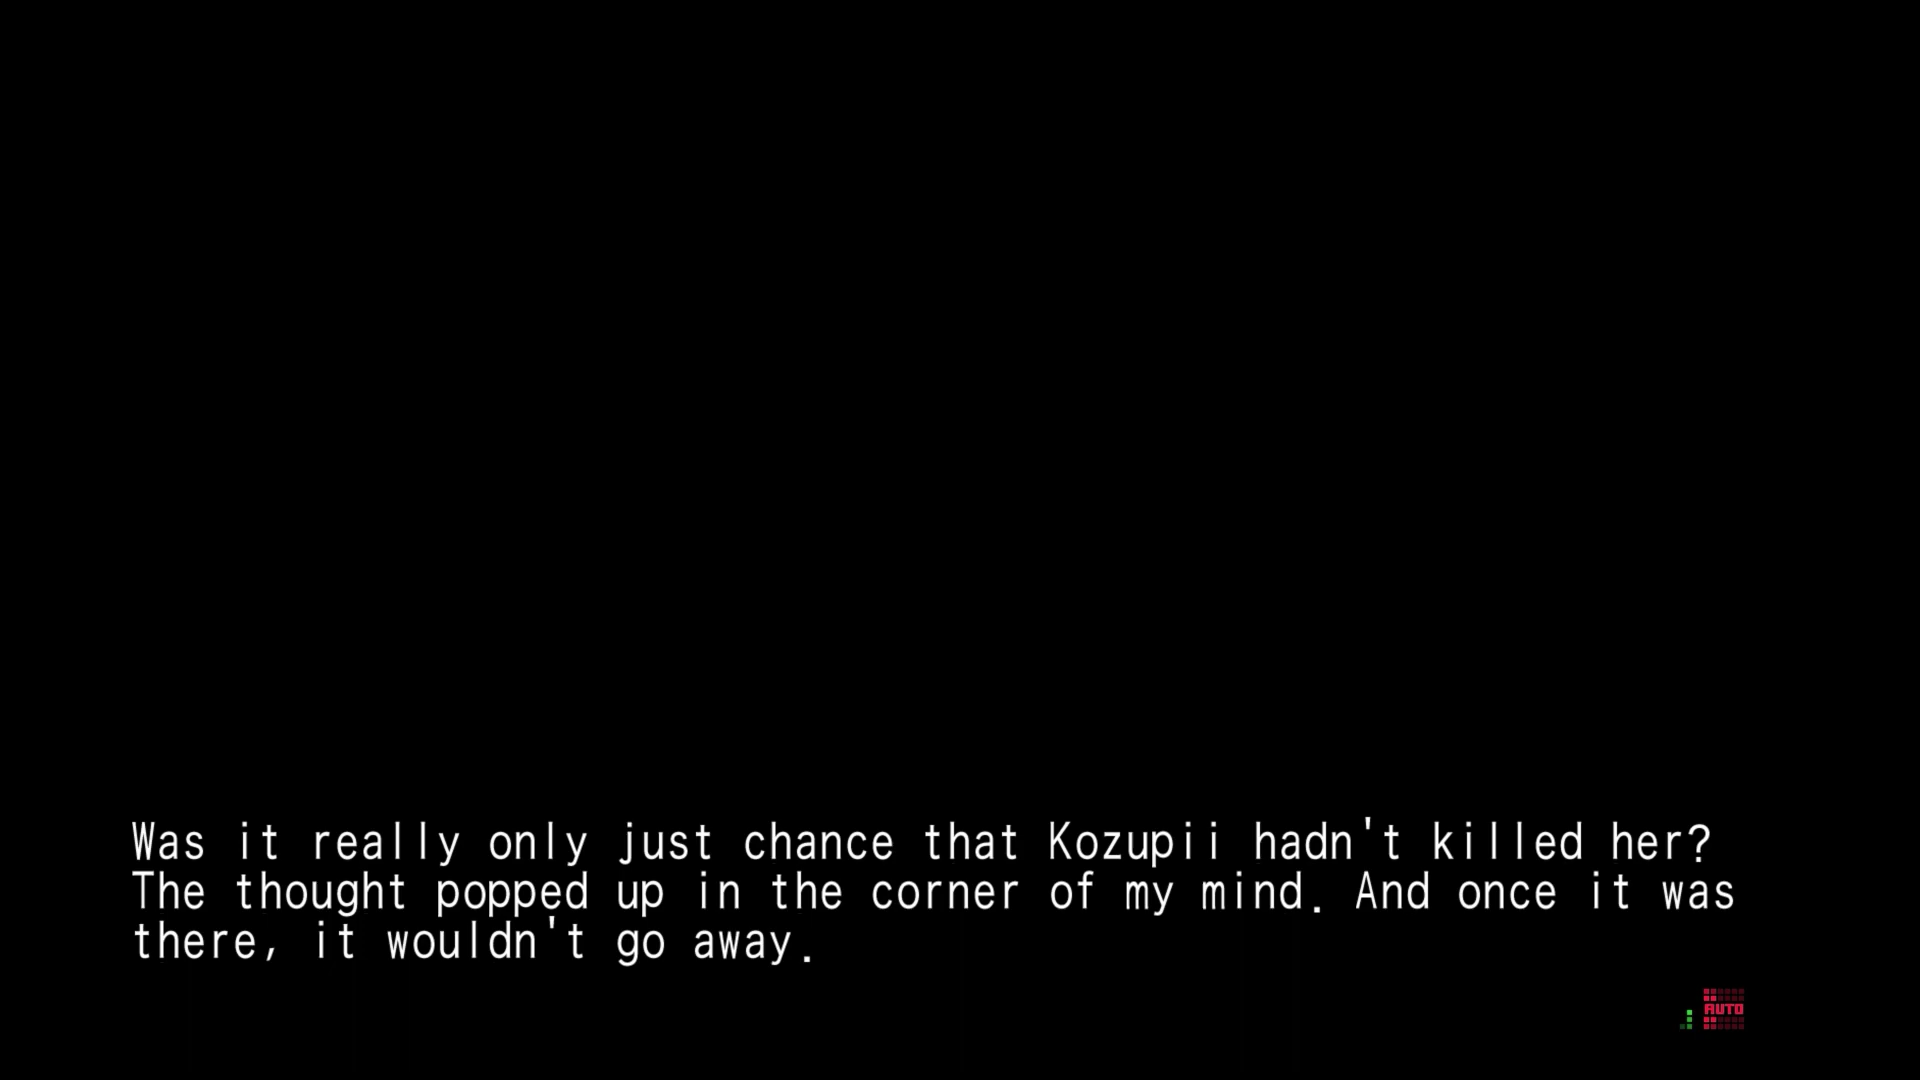 Was it really only just chance that Kozupii hadn't killed her?
The thought popped up in the corner of my mind. And once it was
there, it wouldn't go away.
AUTO